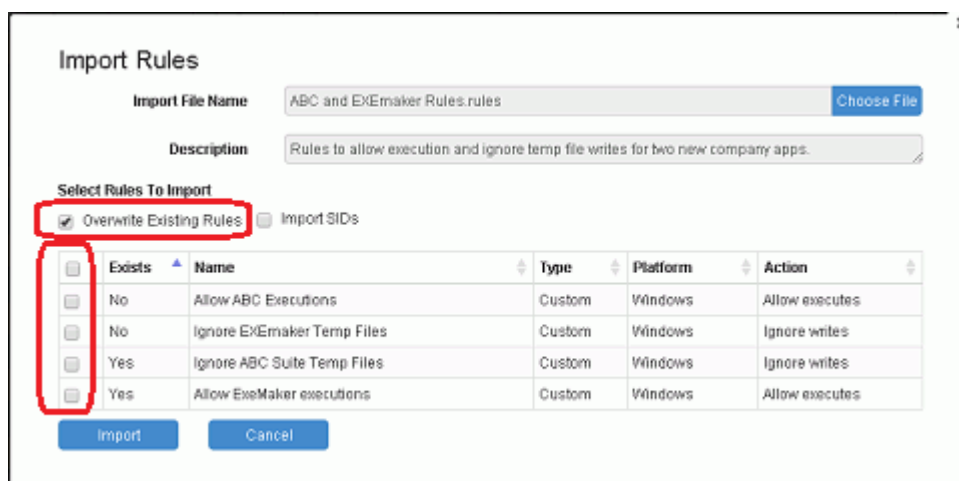 Import Rules
Import File Name ABC and EXEmaker Rules.rules Choose File
Description Rules to allow execution and ignore temp file writes for two new company apps.
Select Rules To Import
Overwrite Existing Rules Import SIDs
Exists Name Type Platform Action
No Allow ABC Executions Custom Windows Allow executes
No Ignore EXEmaker Temp Files Custom Windows Ignore writes
Yes Ignore ABC Suite Temp Files Custom Windows Ignore writes
Yes Allow ExeMaker executions Custom Windows Allow executes
Import Cancel